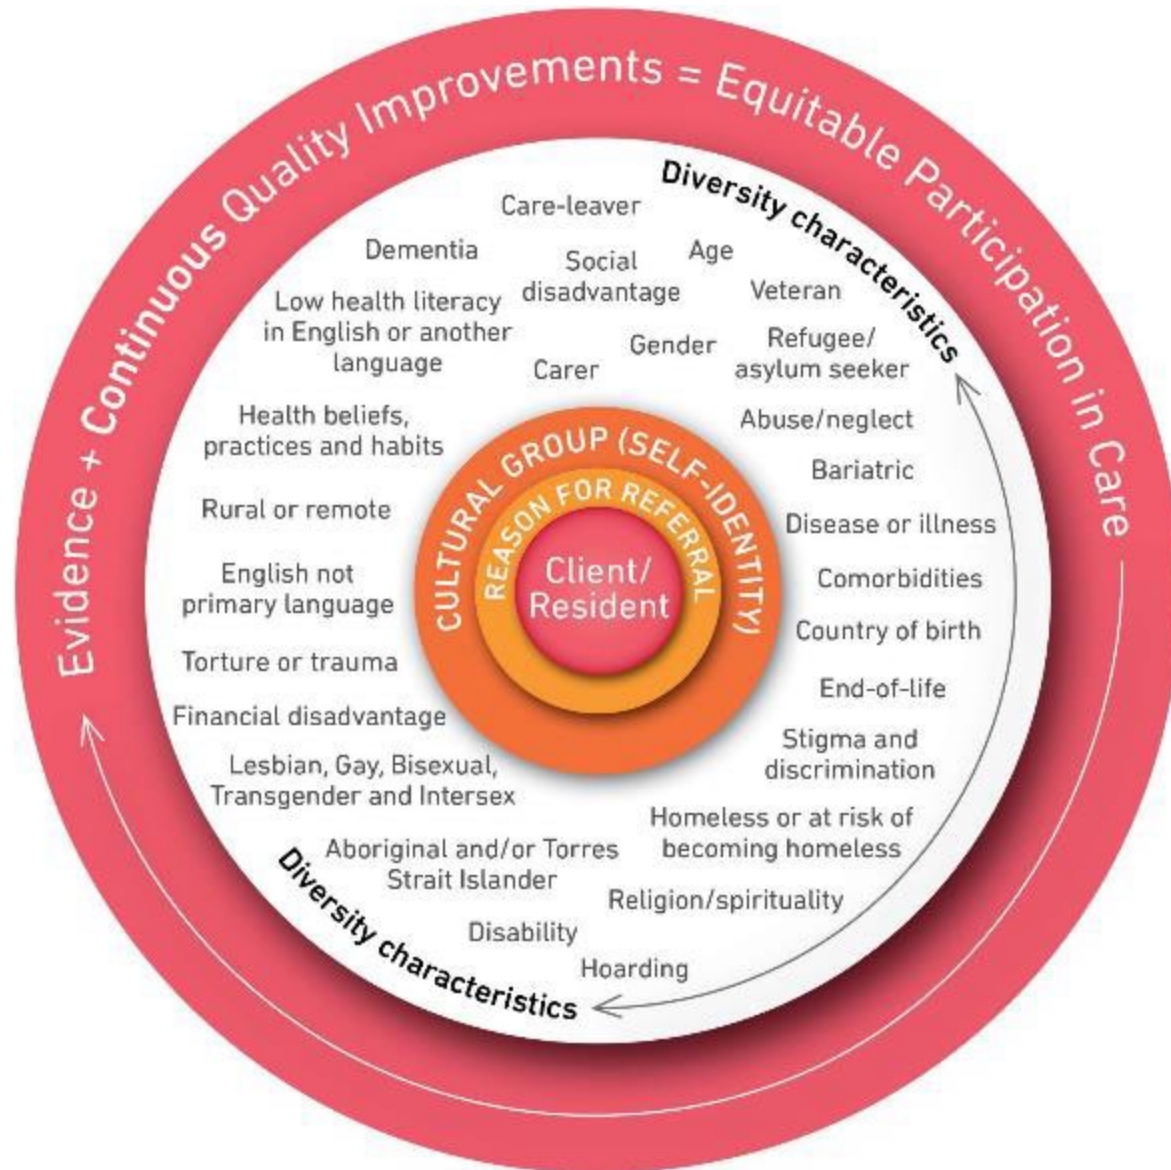 Evidence + Continuous Quality Improvements = Equitable Participation in Care
Diversity characteristics
Care-leaver
Dementia
Social
disadvantage
Age
Veteran
Low health literacy
in English or another
language
Gender
Refugee/
asylum seeker
Carer
Health beliefs,
practices and habits
Abuse/neglect
Bariatric
Rural or remote
Disease or illness
English not
primary language
Comorbidities
Country of birth
Torture or trauma
End-of-life
Financial disadvantage
Stigma and
discrimination
Lesbian, Gay, Bisexual,
Transgender and Intersex
Homeless or at risk of
becoming homeless
Aboriginal and/or Torres
Strait Islander
Religion/spirituality
Disability
Hoarding
Diversity characteristics
CULTURAL GROUP (SELF-IDENTITY)
REASON FOR REFERRAL
Client/
Resident